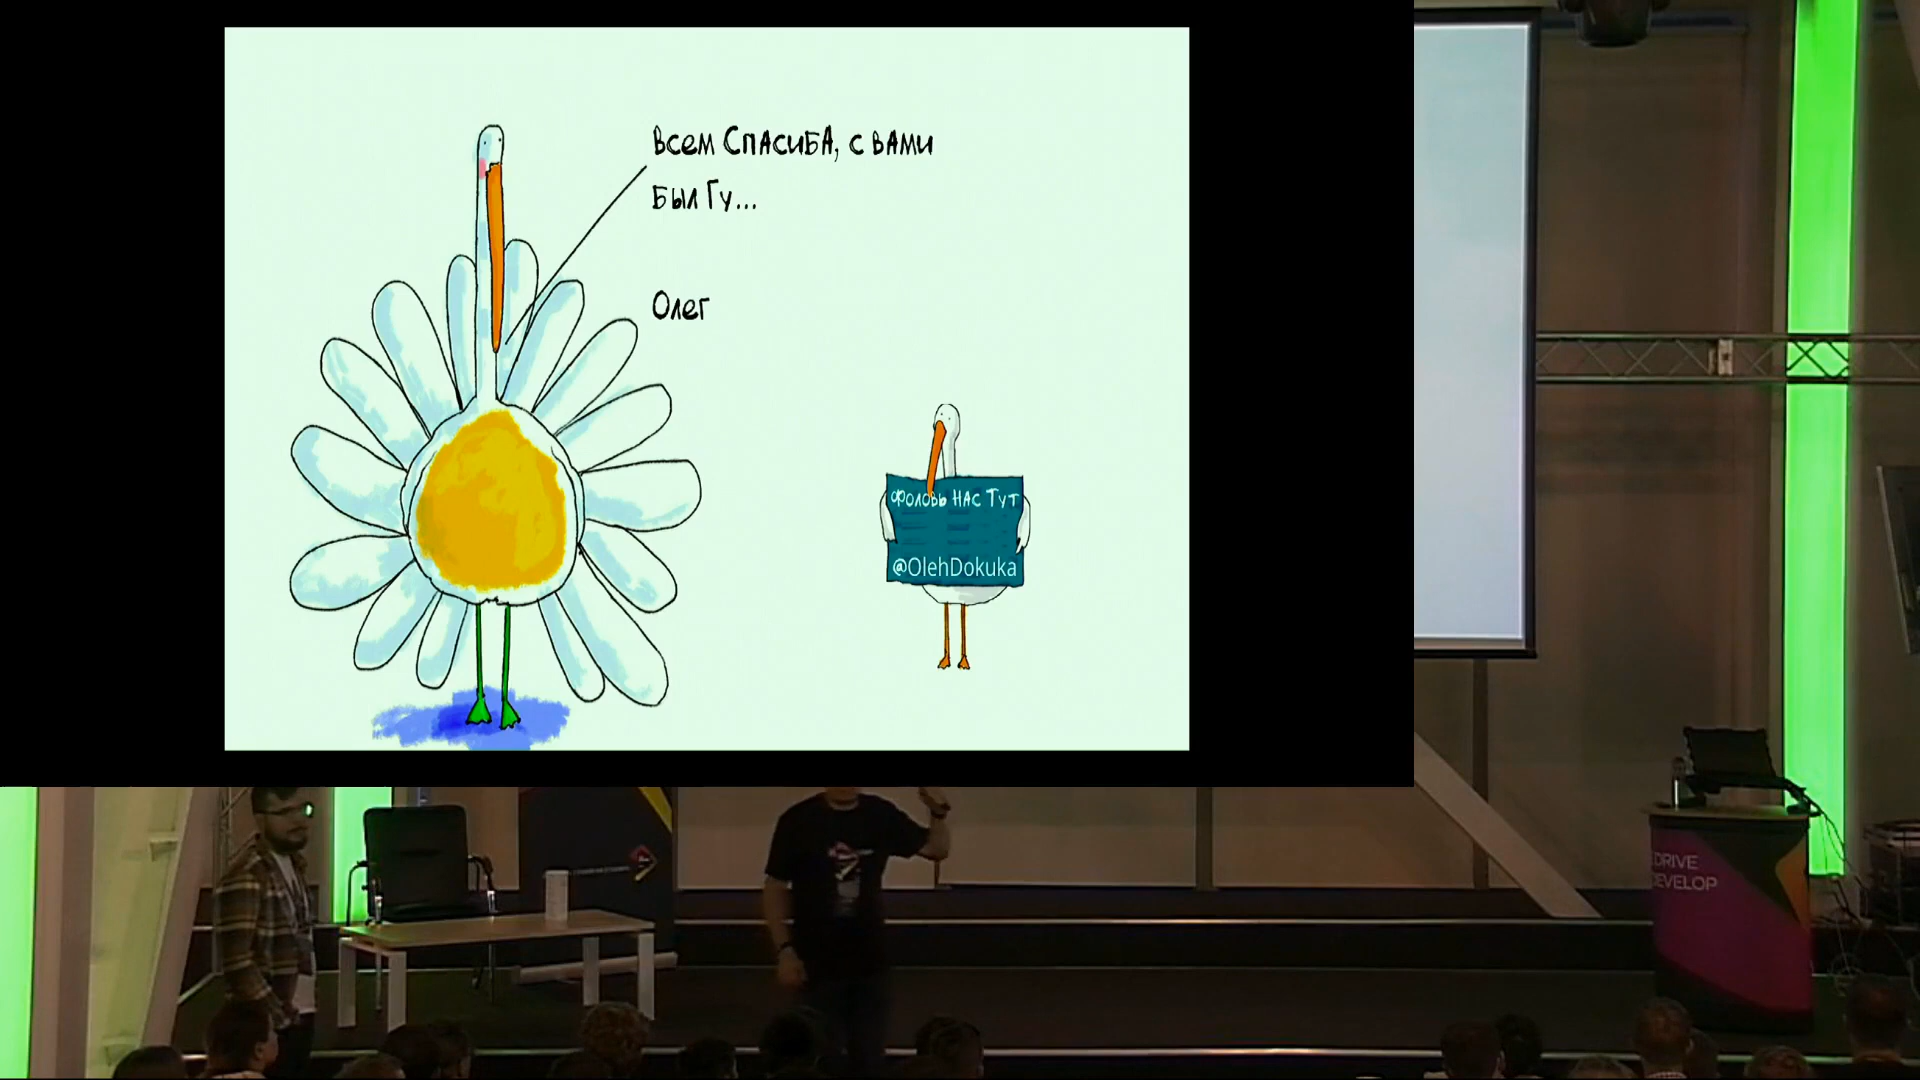 Всем Спасиба, с вами
был Гу...
Олег
Фоловь нас Тут
@OlehDokuka
DRIVE
DEVELOP